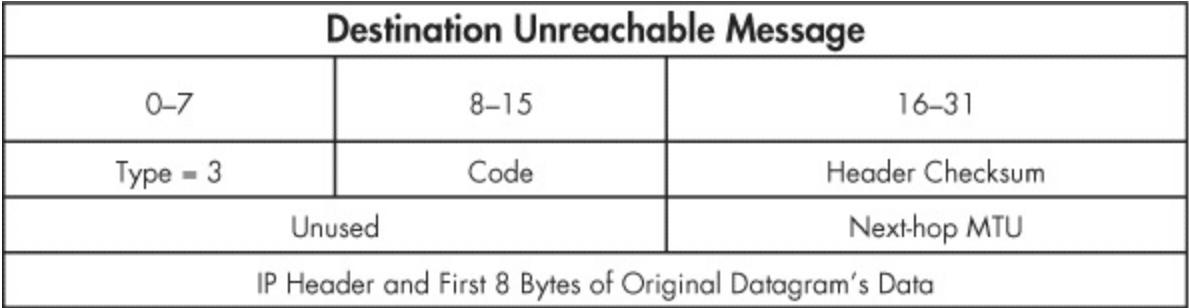 Destination Unreachable Message
0–7 8–15 16–31
Type = 3 Code Header Checksum
Unused Next-hop MTU
IP Header and First 8 Bytes of Original Datagram's Data